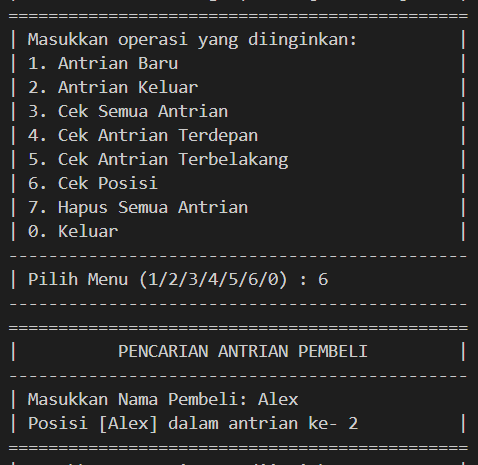 ==============================================
| Masukkan operasi yang diinginkan:          |
| 1. Antrian Baru                            |
| 2. Antrian Keluar                          |
| 3. Cek Semua Antrian                       |
| 4. Cek Antrian Terdepan                    |
| 5. Cek Antrian Terbelakang                 |
| 6. Cek Posisi                              |
| 7. Hapus Semua Antrian                     |
| 0. Keluar                                  |
----------------------------------------------
| Pilih Menu (1/2/3/4/5/6/0) : 6
----------------------------------------------
==============================================
|          PENCARIAN ANTRIAN PEMBELI         |
----------------------------------------------
| Masukkan Nama Pembeli: Alex
| Posisi [Alex] dalam antrian ke- 2          |
==============================================